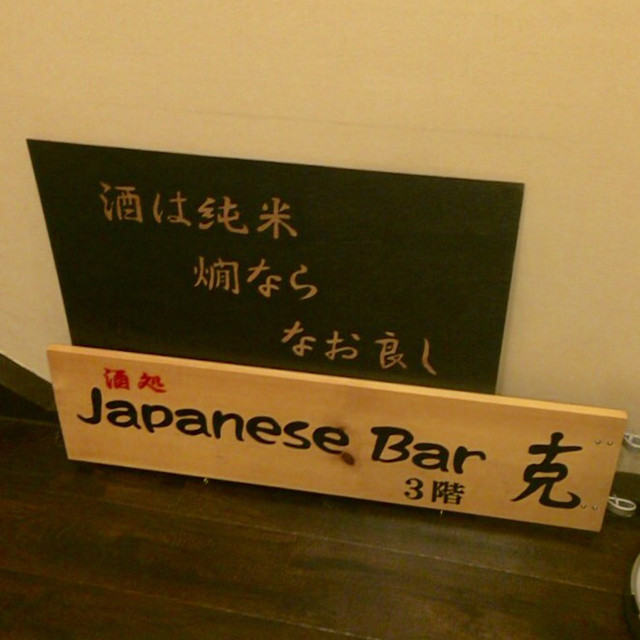 酒は純米
燗なら
なお良し
酒処
Japanese Bar 克
3階